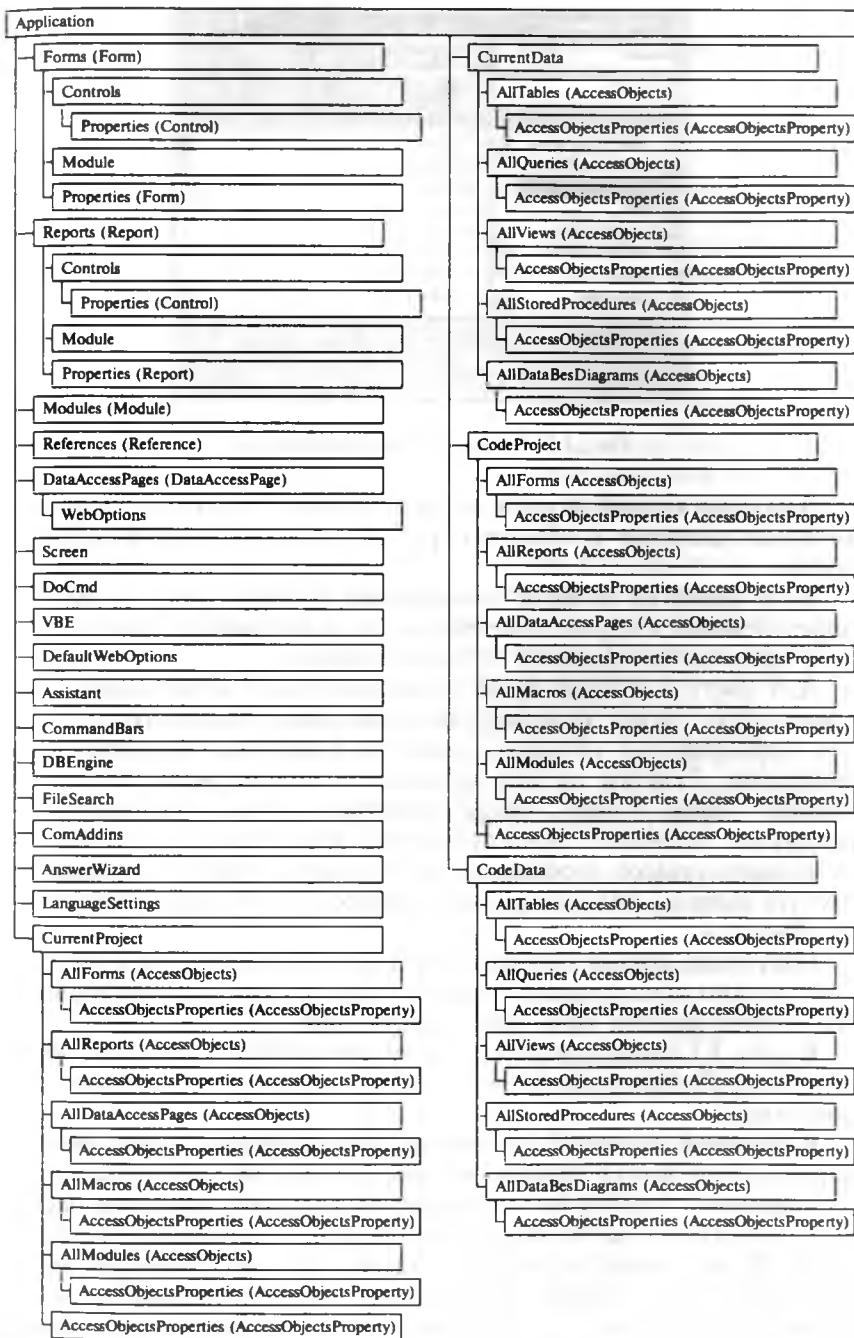 Application
Forms (Form)
Controls
Properties (Control)
Module
Properties (Form)
Reports (Report)
Controls
Properties (Control)
Module
Properties (Report)
Modules (Module)
References (Reference)
DataAccessPages (DataAccessPage)
WebOptions
Screen
DoCmd
VBE
DefaultWebOptions
Assistant
CommandBars
DBEngine
FileSearch
ComAddins
AnswerWizard
LanguageSettings
CurrentProject
AllForms (AccessObjects)
AccessObjectsProperties (AccessObjectsProperty)
AllReports (AccessObjects)
AccessObjectsProperties (AccessObjectsProperty)
AllDataAccessPages (AccessObjects)
AccessObjectsProperties (AccessObjectsProperty)
AllMacros (AccessObjects)
AccessObjectsProperties (AccessObjectsProperty)
AllModules (AccessObjects)
AccessObjectsProperties (AccessObjectsProperty)
AccessObjectsProperties (AccessObjectsProperty)
CurrentData
AllTables (AccessObjects)
AccessObjectsProperties (AccessObjectsProperty)
AllQueries (AccessObjects)
AccessObjectsProperties (AccessObjectsProperty)
AllViews (AccessObjects)
AccessObjectsProperties (AccessObjectsProperty)
AllStoredProcedures (AccessObjects)
AccessObjectsProperties (AccessObjectsProperty)
AllDataBesDiagrams (AccessObjects)
AccessObjectsProperties (AccessObjectsProperty)
CodeProject
AllForms (AccessObjects)
AccessObjectsProperties (AccessObjectsProperty)
AllReports (AccessObjects)
AccessObjectsProperties (AccessObjectsProperty)
AllDataAccessPages (AccessObjects)
AccessObjectsProperties (AccessObjectsProperty)
AllMacros (AccessObjects)
AccessObjectsProperties (AccessObjectsProperty)
AllModules (AccessObjects)
AccessObjectsProperties (AccessObjectsProperty)
AccessObjectsProperties (AccessObjectsProperty)
CodeData
AllTables (AccessObjects)
AccessObjectsProperties (AccessObjectsProperty)
AllQueries (AccessObjects)
AccessObjectsProperties (AccessObjectsProperty)
AllViews (AccessObjects)
AccessObjectsProperties (AccessObjectsProperty)
AllStoredProcedures (AccessObjects)
AccessObjectsProperties (AccessObjectsProperty)
AllDataBesDiagrams (AccessObjects)
AccessObjectsProperties (AccessObjectsProperty)